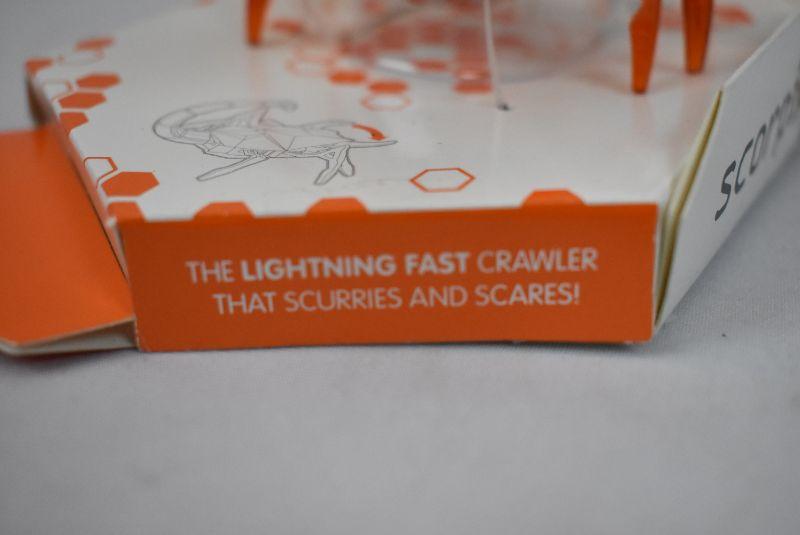 THE LIGHTNING FAST CRAWLER
THAT SCURRIES AND SCARES!